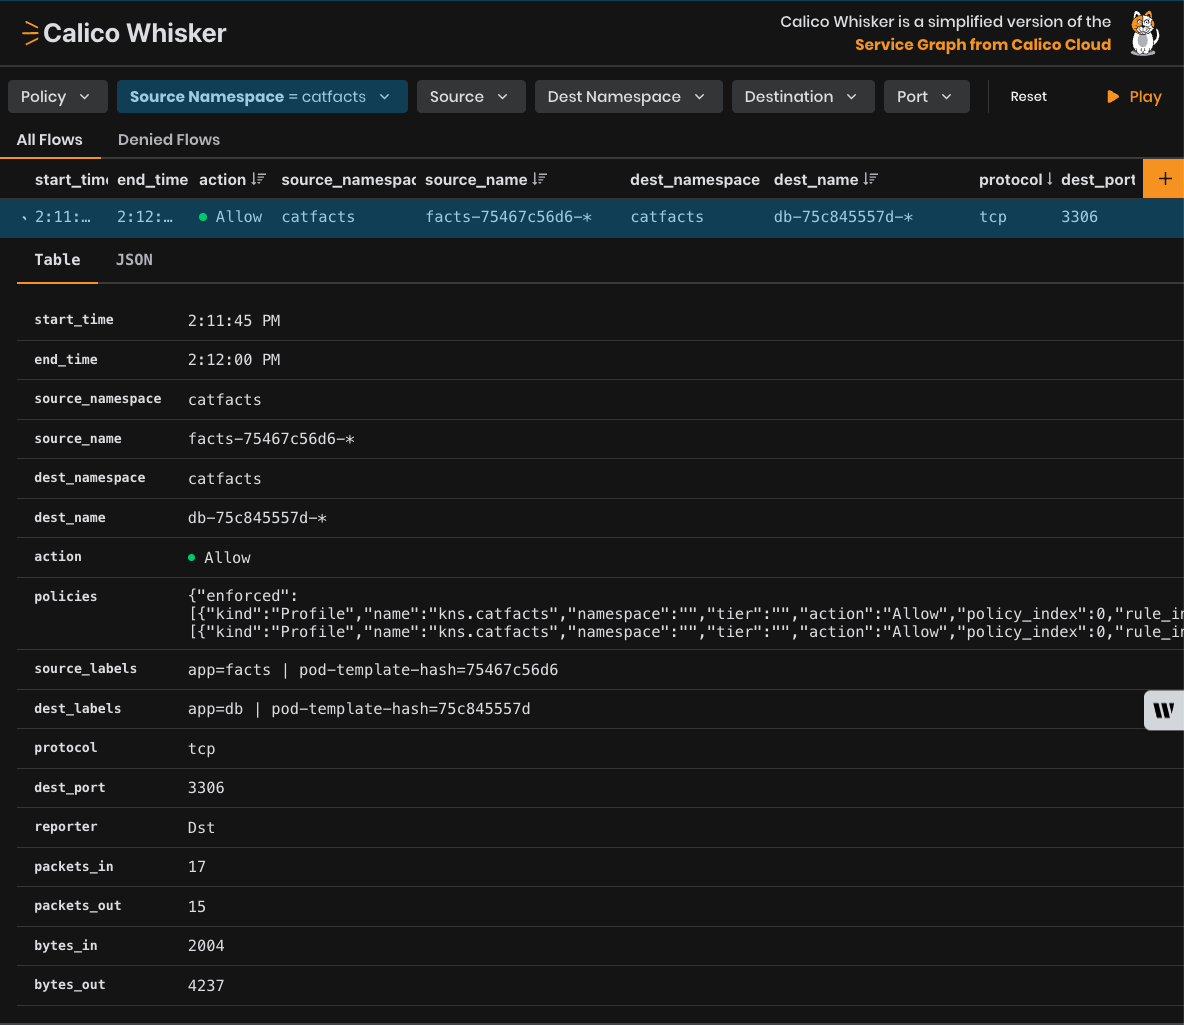 Calico Whisker
Calico Whisker is a simplified version of the
Service Graph from Calico Cloud
Policy Source Namespace = catfacts Source Dest Namespace Destination Port Reset Play
All Flows Denied Flows
start_time end_time action source_namespac source_name dest_namespace dest_name protocol dest_port +
2:11:… 2:12:… Allow catfacts facts-75467c56d6-* catfacts db-75c845557d-* tcp 3306
Table JSON
start_time 2:11:45 PM
end_time 2:12:00 PM
source_namespace catfacts
source_name facts-75467c56d6-*
dest_namespace catfacts
dest_name db-75c845557d-*
action Allow
policies {"enforced":
[{"kind":"Profile","name":"kns.catfacts","namespace":"","tier":"","action":"Allow","policy_index":0,"rule_in
[{"kind":"Profile","name":"kns.catfacts","namespace":"","tier":"","action":"Allow","policy_index":0,"rule_in
source_labels app=facts | pod-template-hash=75467c56d6
dest_labels app=db | pod-template-hash=75c845557d
W
protocol tcp
dest_port 3306
reporter Dst
packets_in 17
packets_out 15
bytes_in 2004
bytes_out 4237